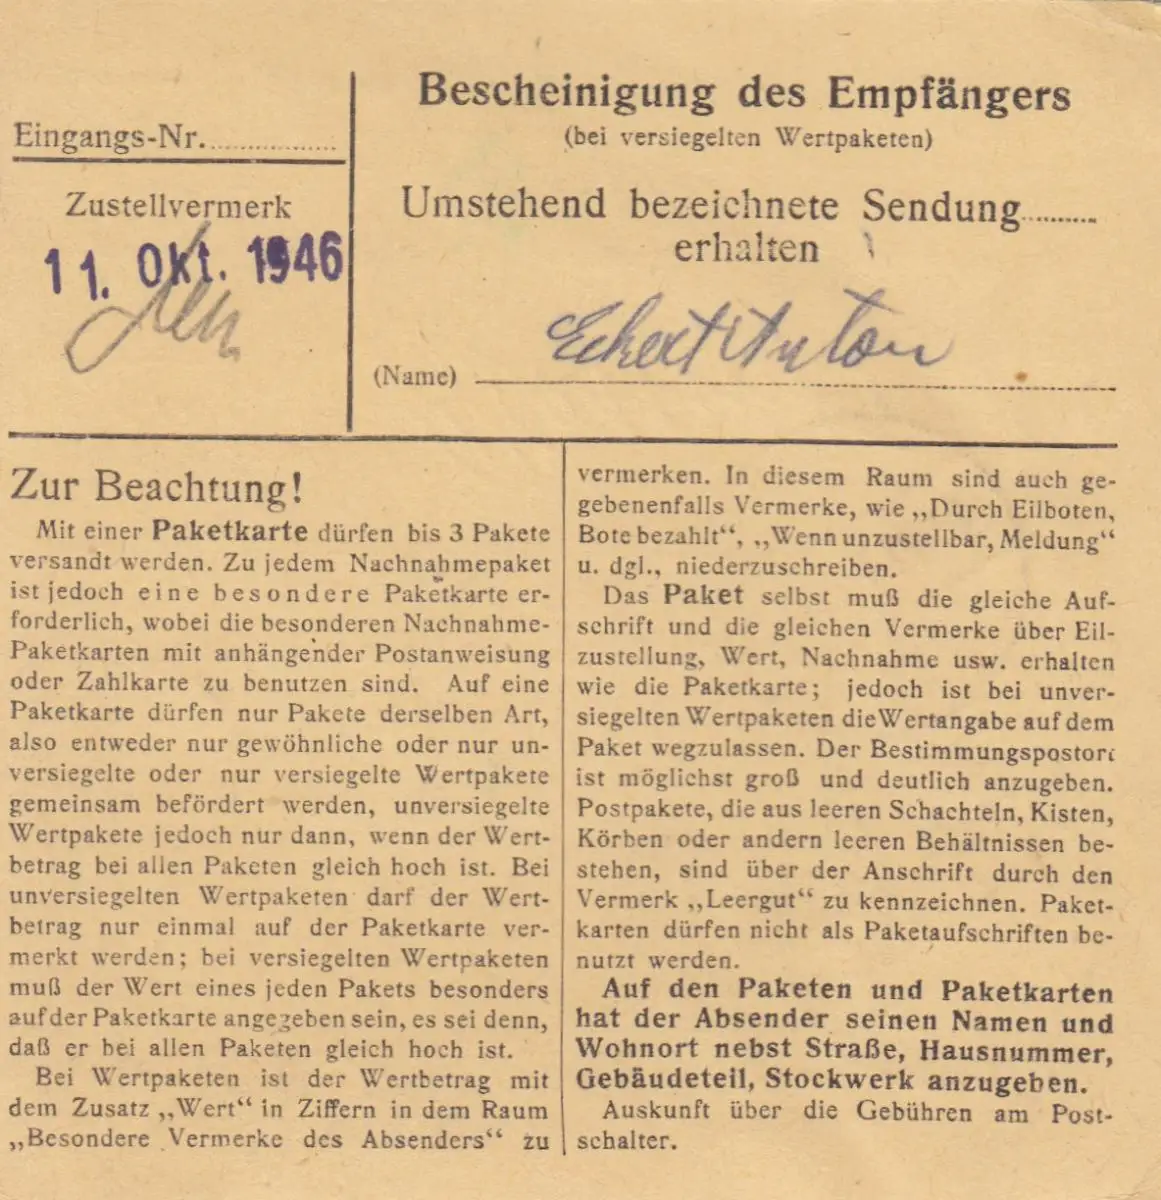 Eingangs-Nr.
Zustellvermerk
11. Okt. 1946
Bescheinigung des Empfängers
(bei versiegelten Wertpaketen)
Umstehend bezeichnete Sendung
erhalten
Eckert Anton
(Name)
Zur Beachtung!
Mit einer Paketkarte dürfen bis 3 Pakete
versandt werden. Zu jedem Nachnahmepaket
ist jedoch eine besondere Paketkarte er-
forderlich, wobei die besonderen Nachnahme-
Paketkarten mit anhängender Postanweisung
oder Zahlkarte zu benutzen sind. Auf eine
Paketkarte dürfen nur Pakete derselben Art,
also entweder nur gewöhnliche oder nur un-
versiegelte oder nur versiegelte Wertpakete
gemeinsam befördert werden, unversiegelte
Wertpakete jedoch nur dann, wenn der Wert-
betrag bei allen Paketen gleich hoch ist. Bei
unversiegelten Wertpaketen darf der Wert-
betrag nur einmal auf der Paketkarte ver-
merkt werden; bei versiegelten Wertpaketen
muß der Wert eines jeden Pakets besonders
auf der Paketkarte angegeben sein, es sei denn,
daß er bei allen Paketen gleich hoch ist.
Bei Wertpaketen ist der Wertbetrag mit
dem Zusatz „Wert“ in Ziffern in dem Raum
„Besondere Vermerke des Absenders“ zu
vermerken. In diesem Raum sind auch ge-
gebenenfalls Vermerke, wie „Durch Eilboten,
Bote bezahlt“, „Wenn unzustellbar, Meldung“
u. dgl., niederzuschreiben.
Das Paket selbst muß die gleiche Auf-
schrift und die gleichen Vermerke über Eil-
zustellung, Wert, Nachnahme usw. erhalten
wie die Paketkarte; jedoch ist bei unver-
siegelten Wertpaketen die Wertangabe auf dem
Paket wegzulassen. Der Bestimmungspostort
ist möglichst groß und deutlich anzugeben.
Postpakete, die aus leeren Schachteln, Kisten,
Körben oder andern leeren Behältnissen be-
stehen, sind über der Anschrift durch den
Vermerk „Leergut“ zu kennzeichnen. Paket-
karten dürfen nicht als Paketaufschriften be-
nutzt werden.
Auf den Paketen und Paketkarten
hat der Absender seinen Namen und
Wohnort nebst Straße, Hausnummer,
Gebäudeteil, Stockwerk anzugeben.
Auskunft über die Gebühren am Post-
schalter.